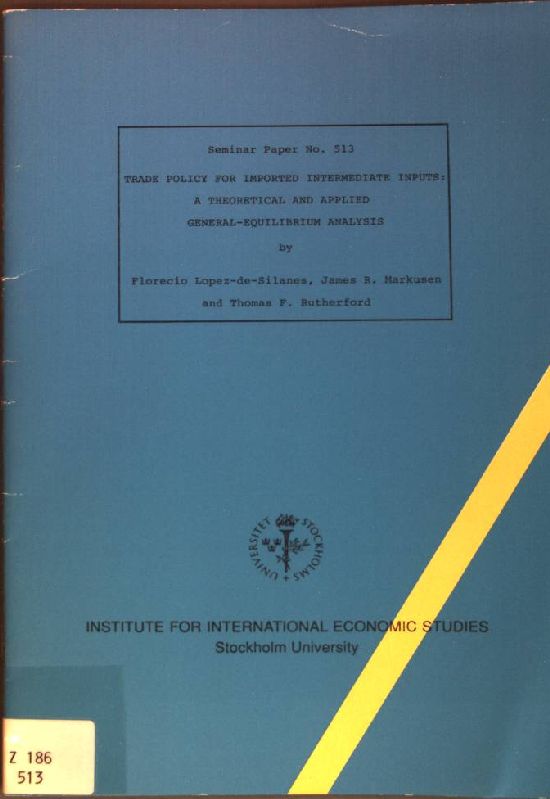 Seminar Paper No. 513
TRADE POLICY FOR IMPORTED INTERMEDIATE INPUTS:
A THEORETICAL AND APPLIED
GENERAL-EQUILIBRIUM ANALYSIS
by
Florecio Lopez-de-Silanes, James R. Markusen
and Thomas F. Rutherford
STOCKHOLMS + UNIVERSITET
INSTITUTE FOR INTERNATIONAL ECONOMIC STUDIES
Stockholm University
Z 186
513